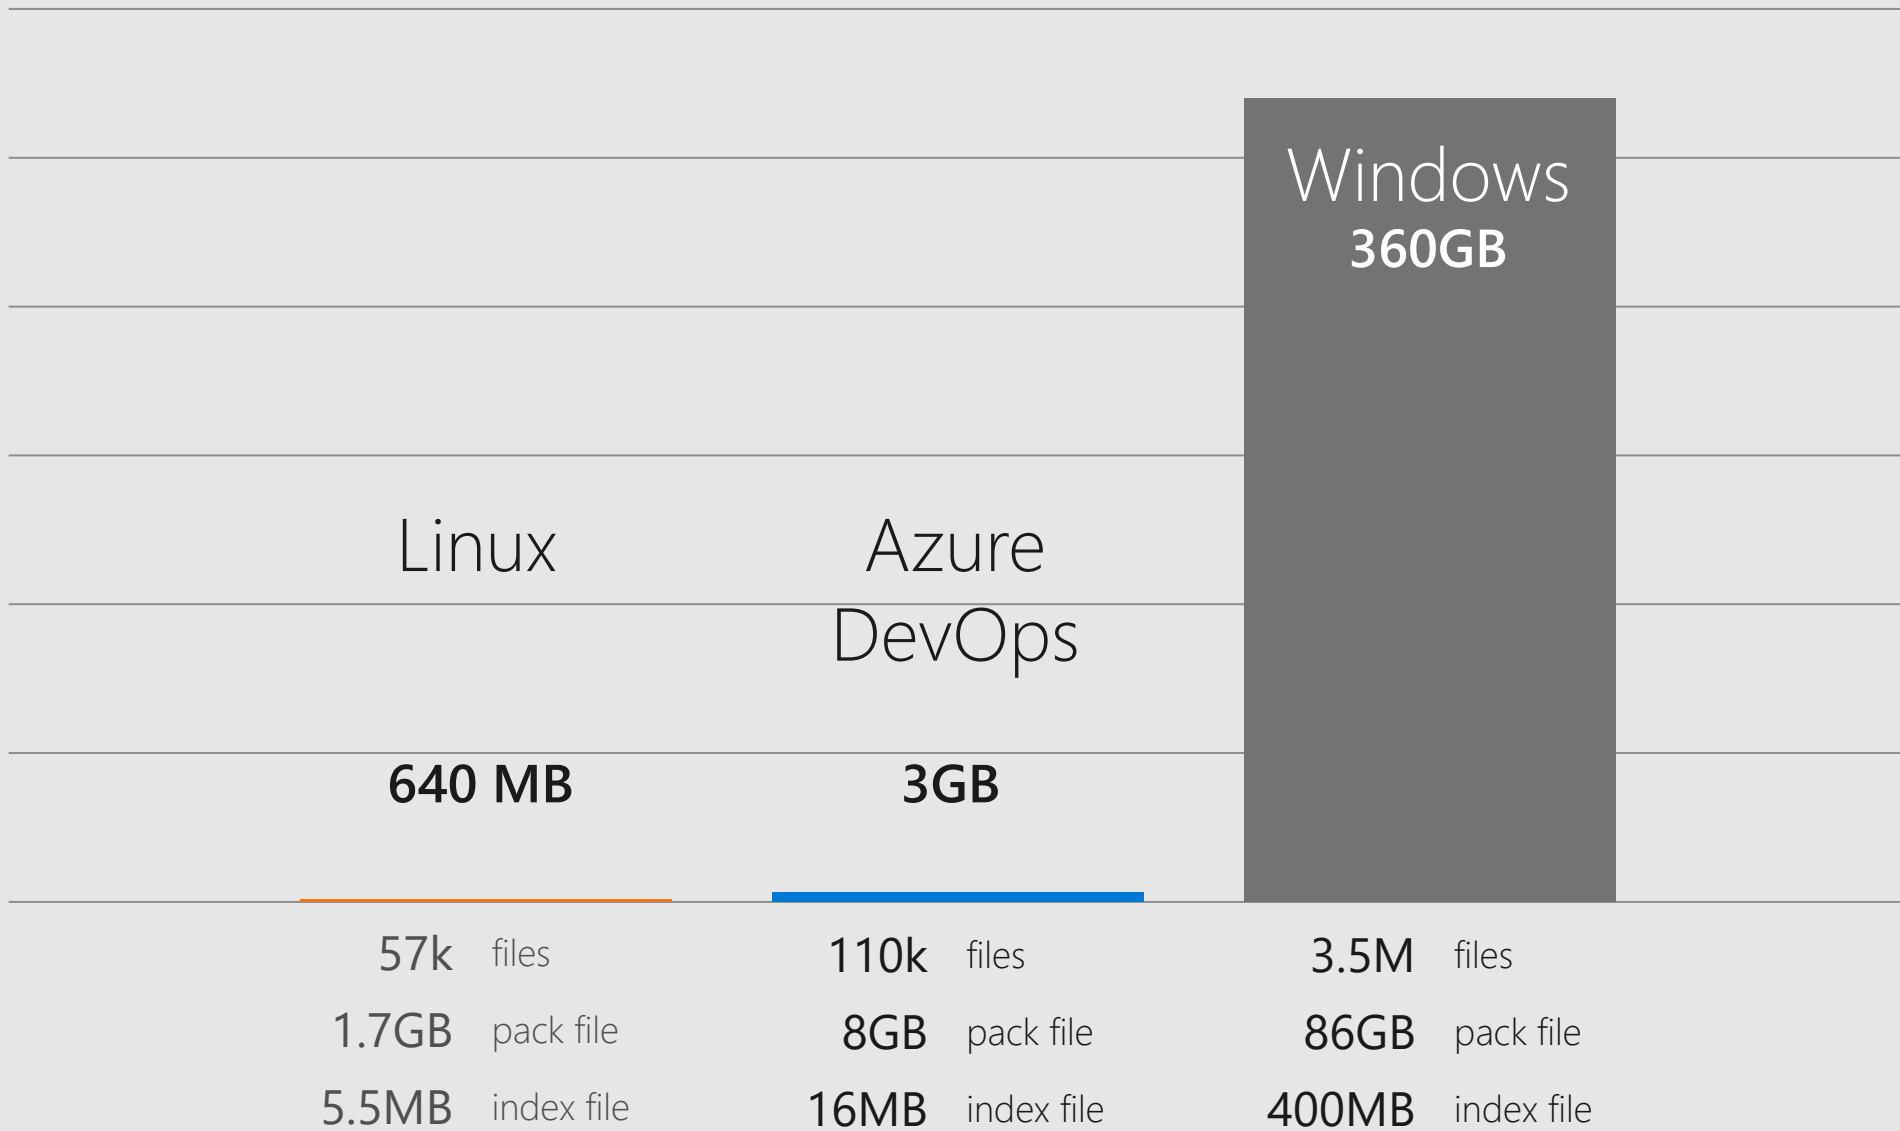 Windows
360GB
Linux
Azure
DevOps
640 MB
3GB
57k files
1.7GB pack file
5.5MB index file
110k files
8GB pack file
16MB index file
3.5M files
86GB pack file
400MB index file